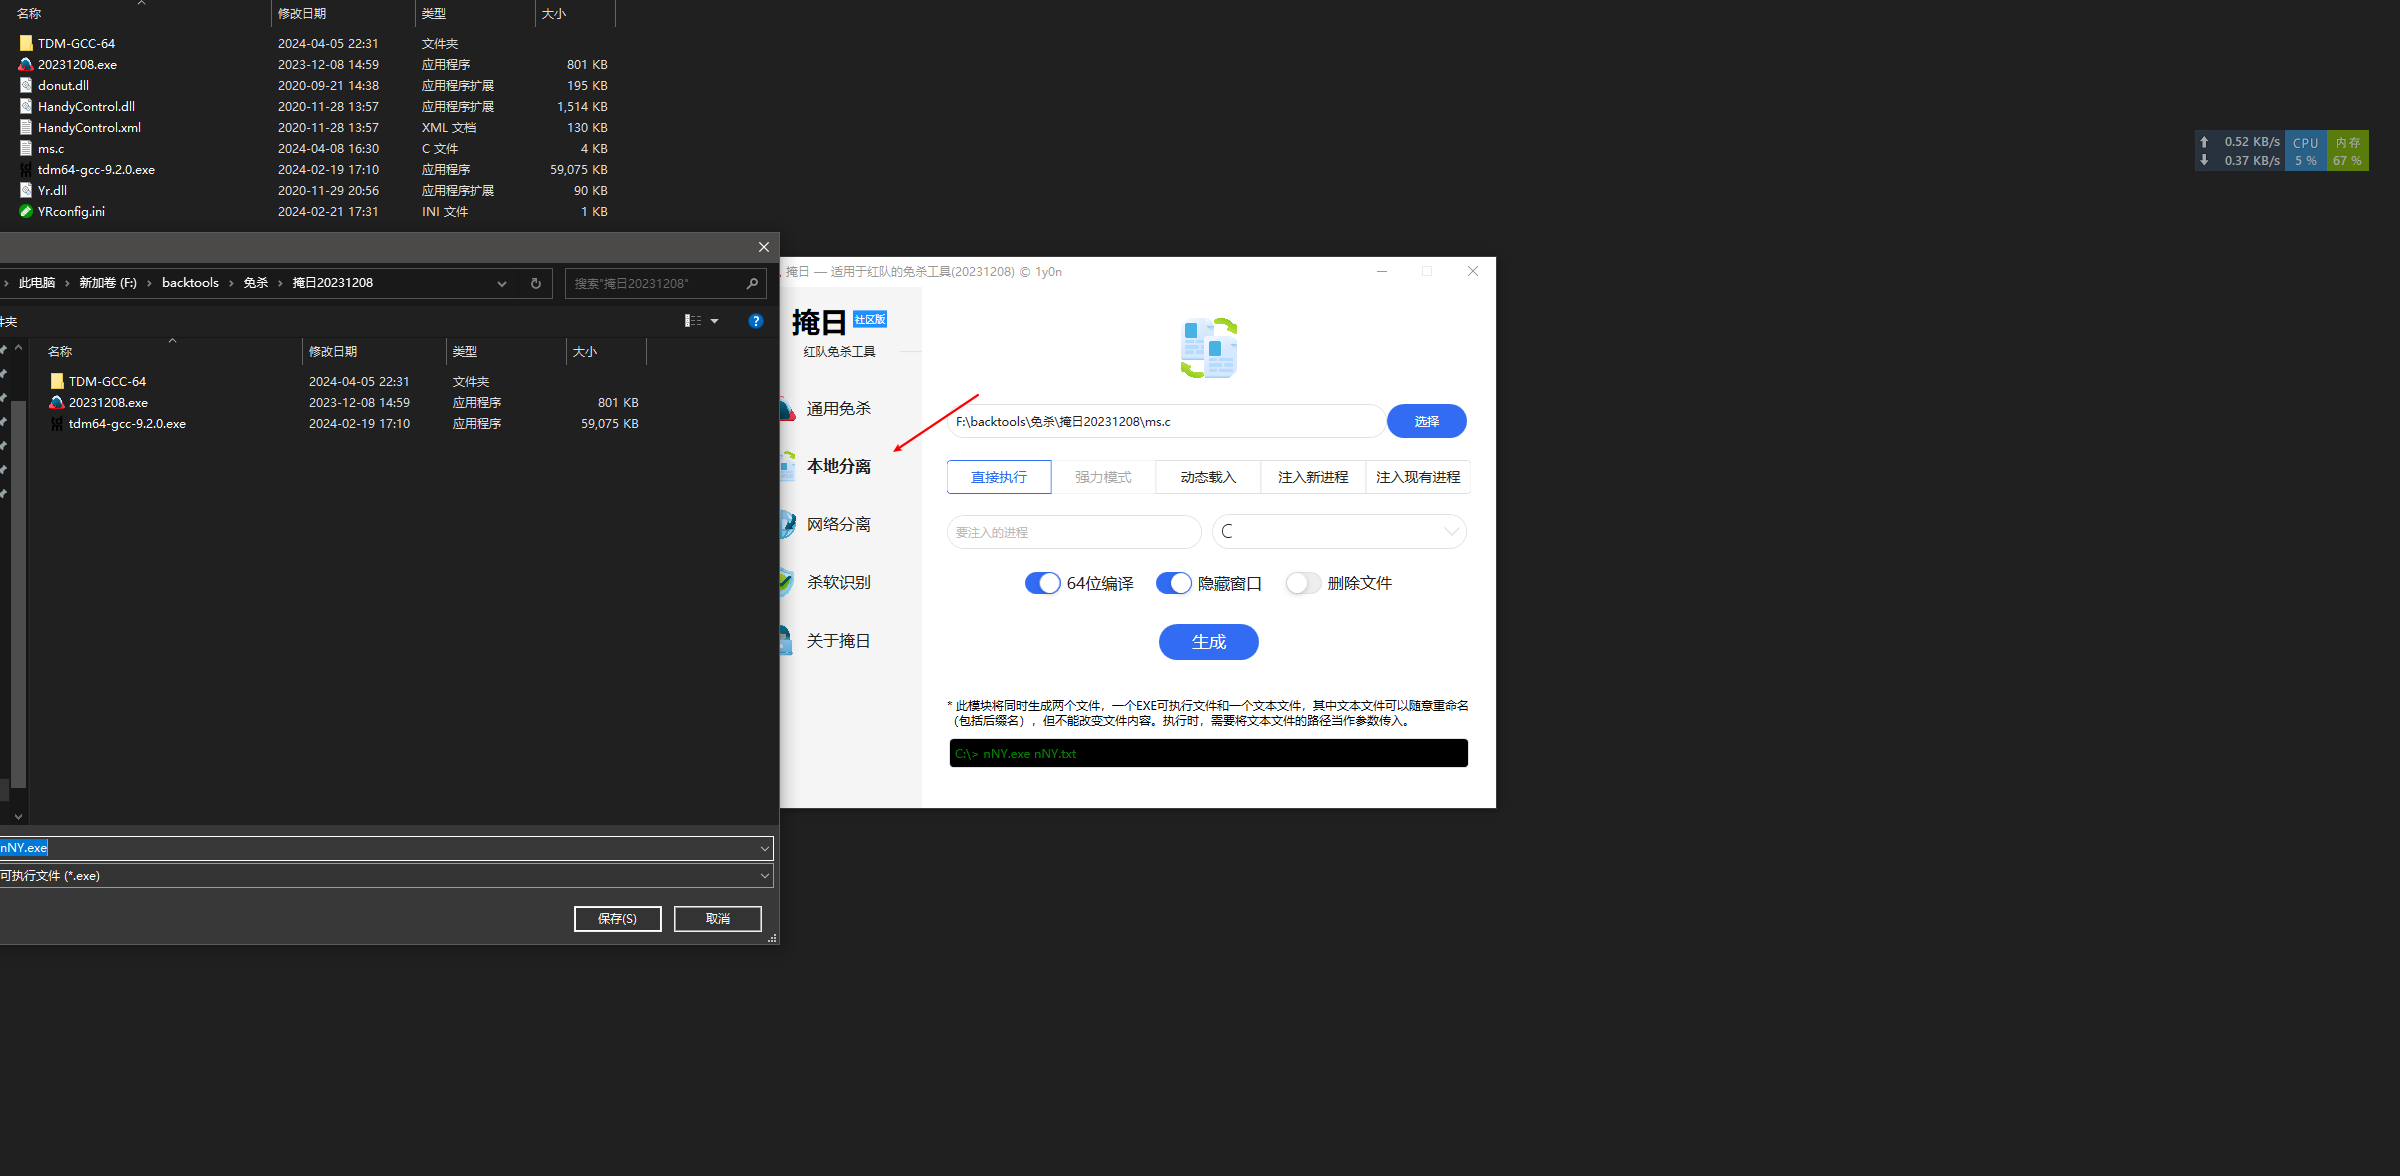 名称 修改日期 类型 大小
TDM-GCC-64 2024-04-05 22:31 文件夹
20231208.exe 2023-12-08 14:59 应用程序 801 KB
donut.dll 2020-09-21 14:38 应用程序扩展 195 KB
HandyControl.dll 2020-11-28 13:57 应用程序扩展 1,514 KB
HandyControl.xml 2020-11-28 13:57 XML 文档 130 KB
ms.c 2024-04-08 16:30 C 文件 4 KB
tdm64-gcc-9.2.0.exe 2024-02-19 17:10 应用程序 59,075 KB
Yr.dll 2020-11-29 20:56 应用程序扩展 90 KB
YRconfig.ini 2024-02-21 17:31 INI 文件 1 KB
0.52 KB/s CPU 内存
0.37 KB/s 5 % 67 %
此电脑 新加卷 (F:) backtools 免杀 掩日20231208
搜索"掩日20231208"
件夹
名称 修改日期 类型 大小
TDM-GCC-64 2024-04-05 22:31 文件夹
20231208.exe 2023-12-08 14:59 应用程序 801 KB
tdm64-gcc-9.2.0.exe 2024-02-19 17:10 应用程序 59,075 KB
nNY.exe
可执行文件 (*.exe)
保存(S) 取消
掩日 — 适用于红队的免杀工具(20231208) © 1y0n
掩日 社区版
红队免杀工具
通用免杀
本地分离
网络分离
杀软识别
关于掩日
F:\backtools\免杀\掩日20231208\ms.c 选择
直接执行 强力模式 动态载入 注入新进程 注入现有进程
要注入的进程 C
64位编译 隐藏窗口 删除文件
生成
* 此模块将同时生成两个文件，一个EXE可执行文件和一个文本文件，其中文本文件可以随意重命名
（包括后缀名），但不能改变文件内容。执行时，需要将文本文件的路径当作参数传入。
C:\> nNY.exe nNY.txt